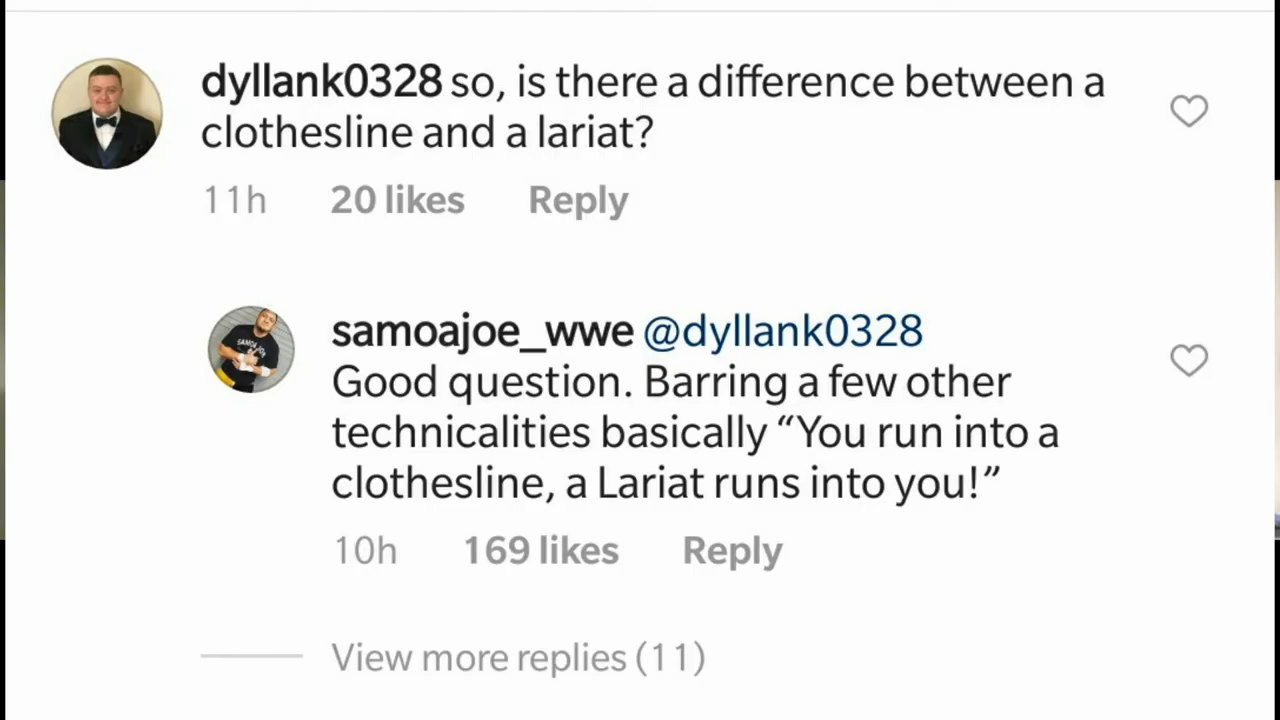 dyllank0328 so, is there a difference between a
clothesline and a lariat?
11h 20 likes Reply
samoajoe_wwe @dyllank0328
Good question. Barring a few other
technicalities basically “You run into a
clothesline, a Lariat runs into you!”
10h 169 likes Reply
View more replies (11)